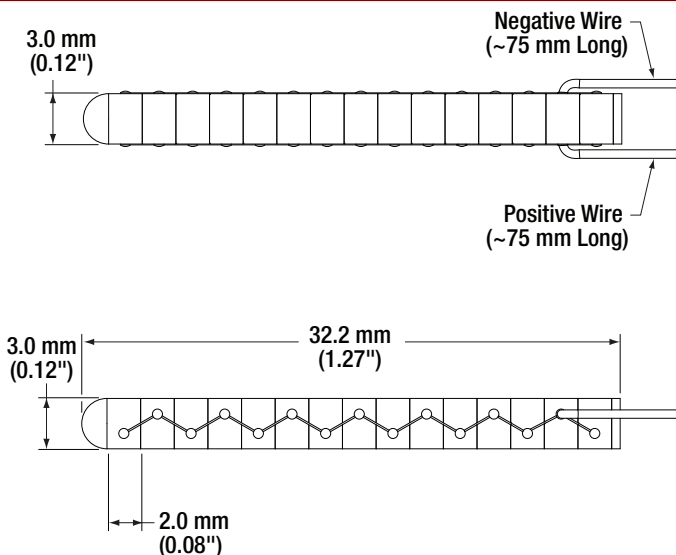 Negative Wire
(~75 mm Long)
3.0 mm
(0.12")
Positive Wire
(~75 mm Long)
32.2 mm
(1.27")
3.0 mm
(0.12")
2.0 mm
(0.08")